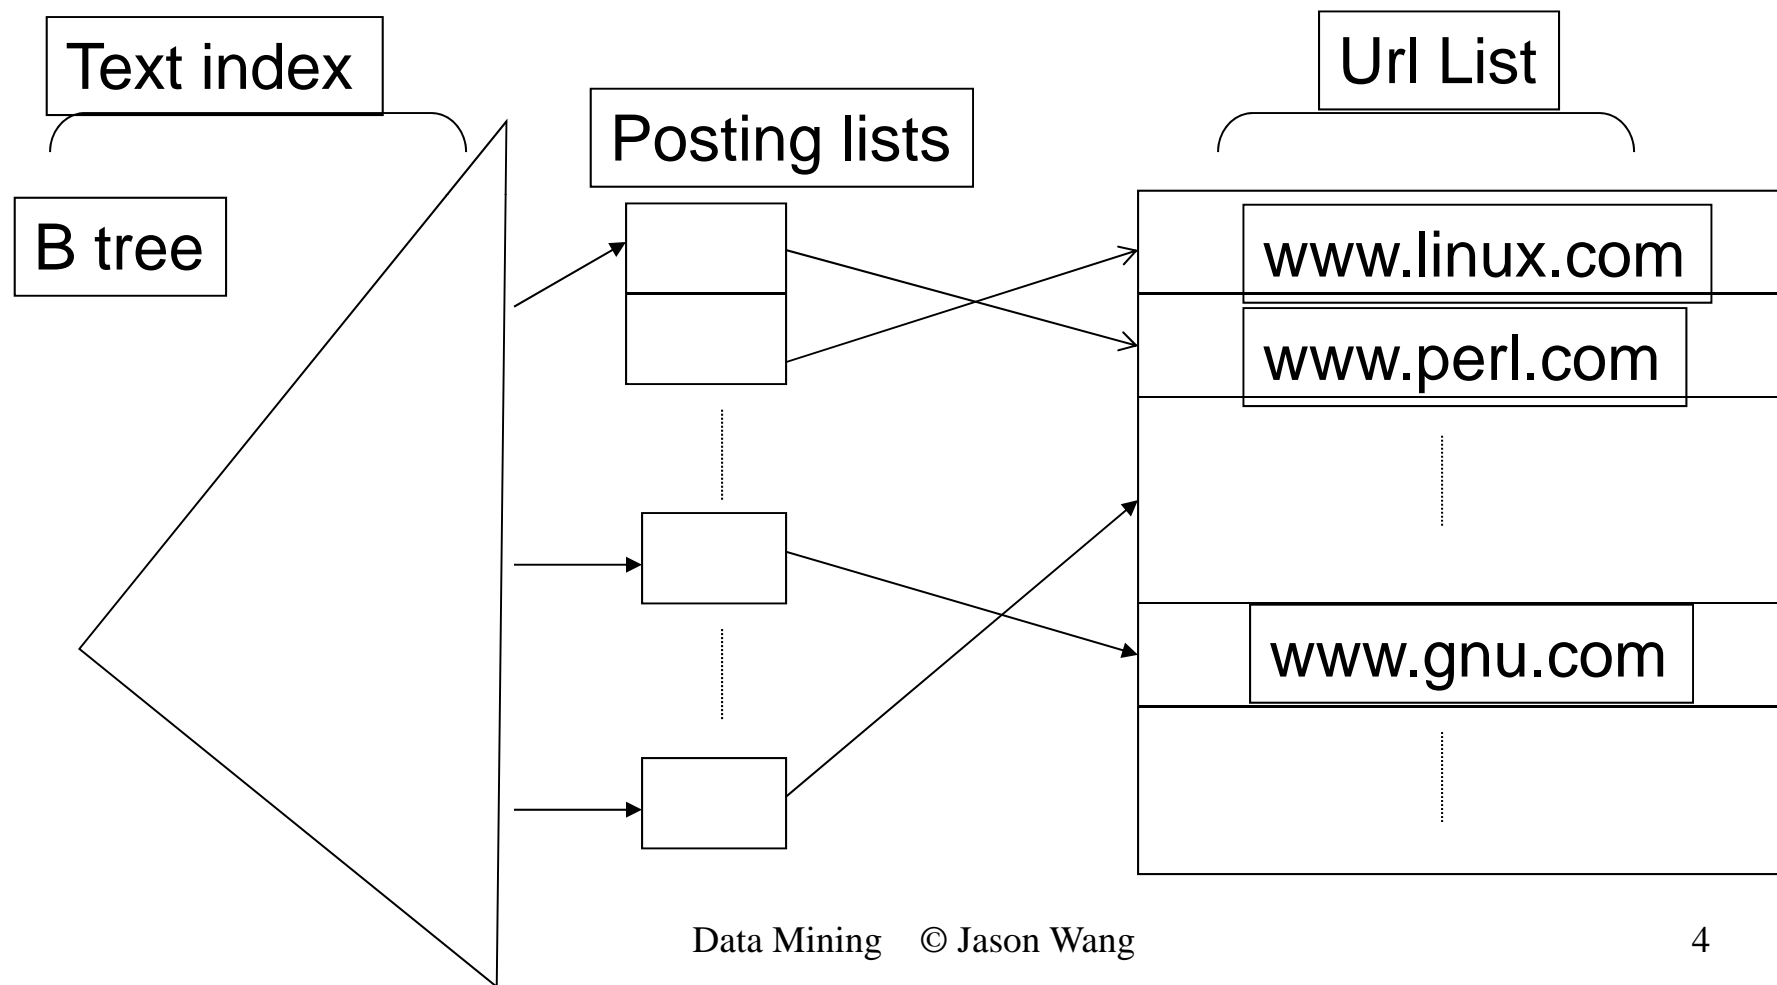 Text index
Url List
Posting lists
B tree
www.linux.com
www.perl.com
www.gnu.com
Data Mining © Jason Wang
4